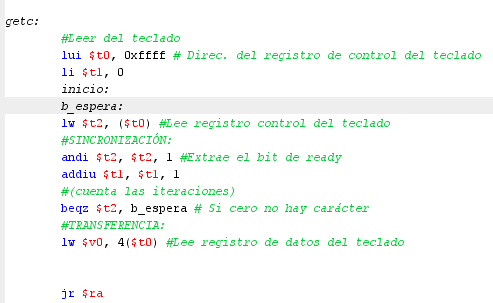 getc:
#Leer del teclado
lui $t0, 0xffff # Direc. del registro de control del teclado
li $t1, 0
inicio:
b_espera:
lw $t2, ($t0) #Lee registro control del teclado
#SINCRONIZACIÓN:
andi $t2, $t2, 1 #Extrae el bit de ready
addiu $t1, $t1, 1
#(cuenta las iteraciones)
beqz $t2, b_espera # Si cero no hay carácter
#TRANSFERENCIA:
lw $v0, 4($t0) #Lee registro de datos del teclado
jr $ra